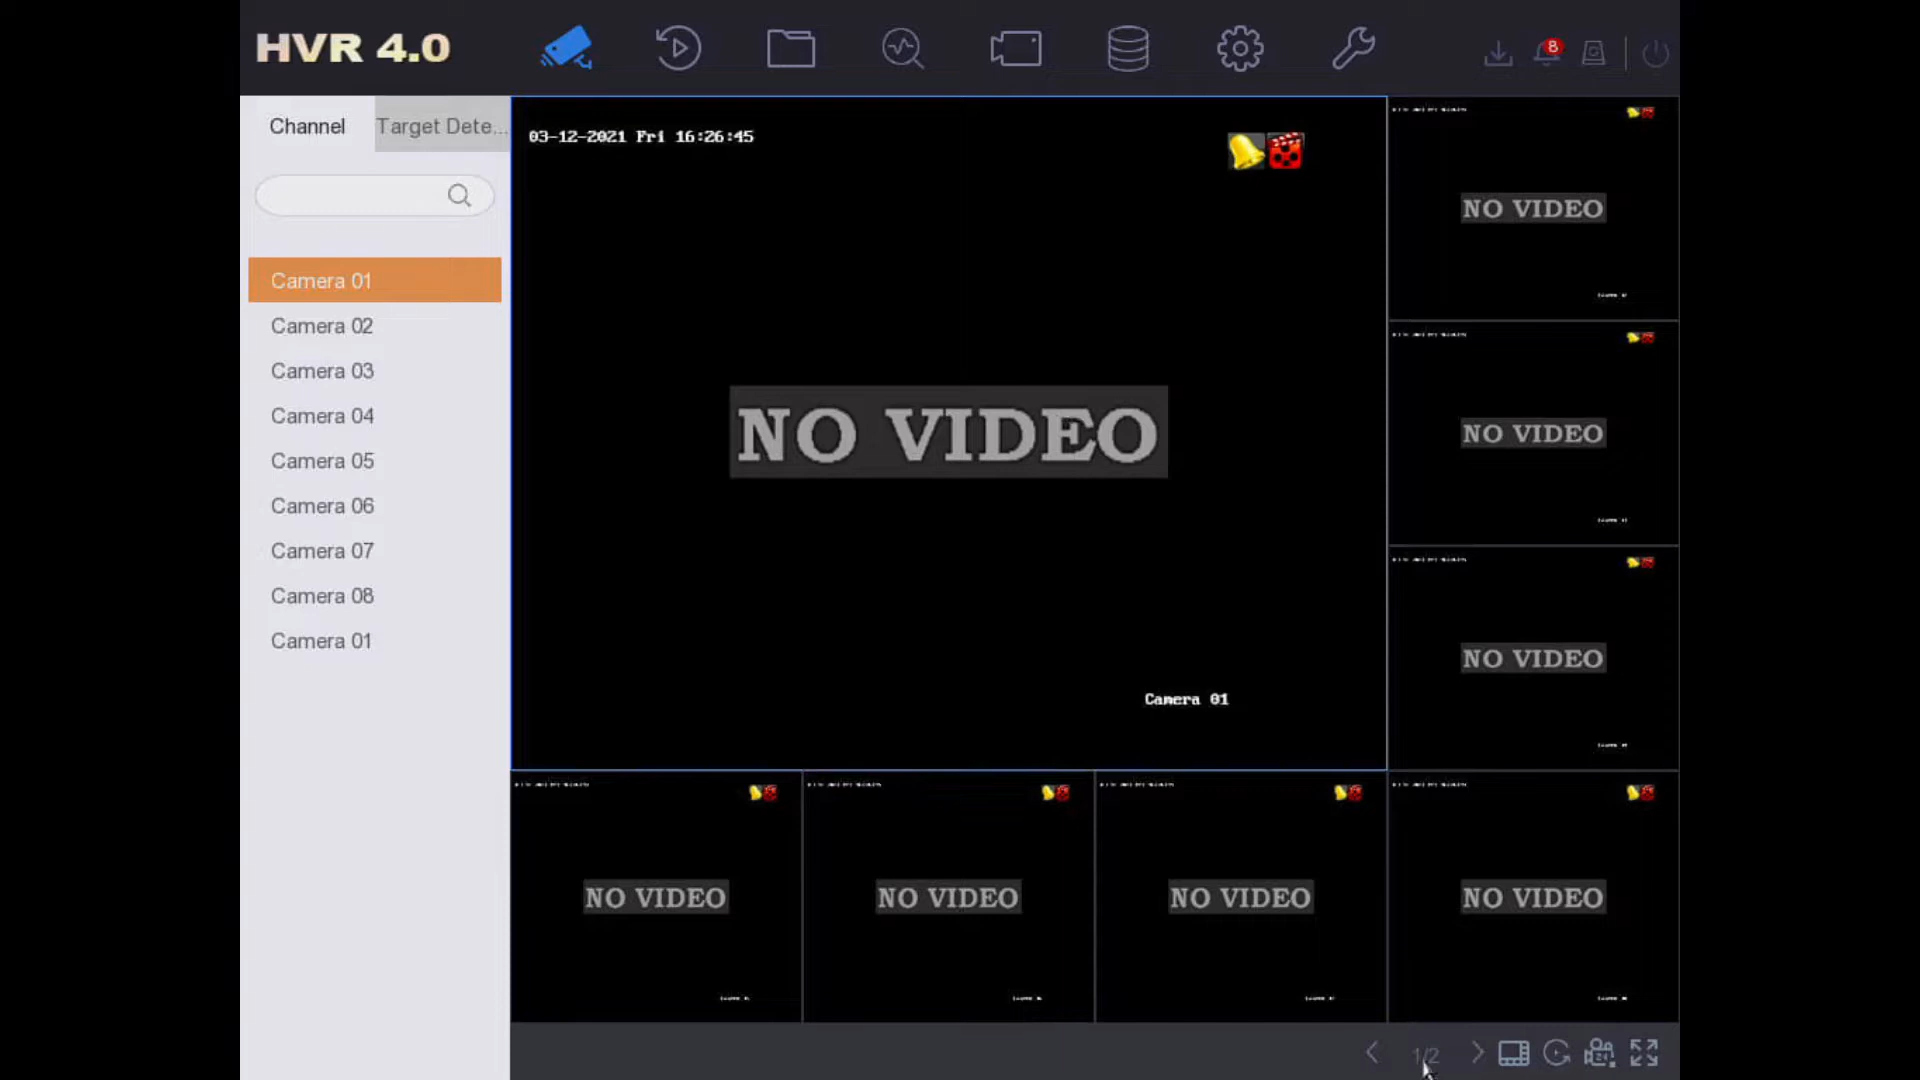 HVR 4.0
8
Channel
Target Dete...
03-12-2021 Fri 16:26:45
NO VIDEO
Camera 01
Camera 01
Camera 02
Camera 03
Camera 04
Camera 05
Camera 06
Camera 07
Camera 08
Camera 01
NO VIDEO
NO VIDEO
NO VIDEO
NO VIDEO
NO VIDEO
NO VIDEO
NO VIDEO
1/2